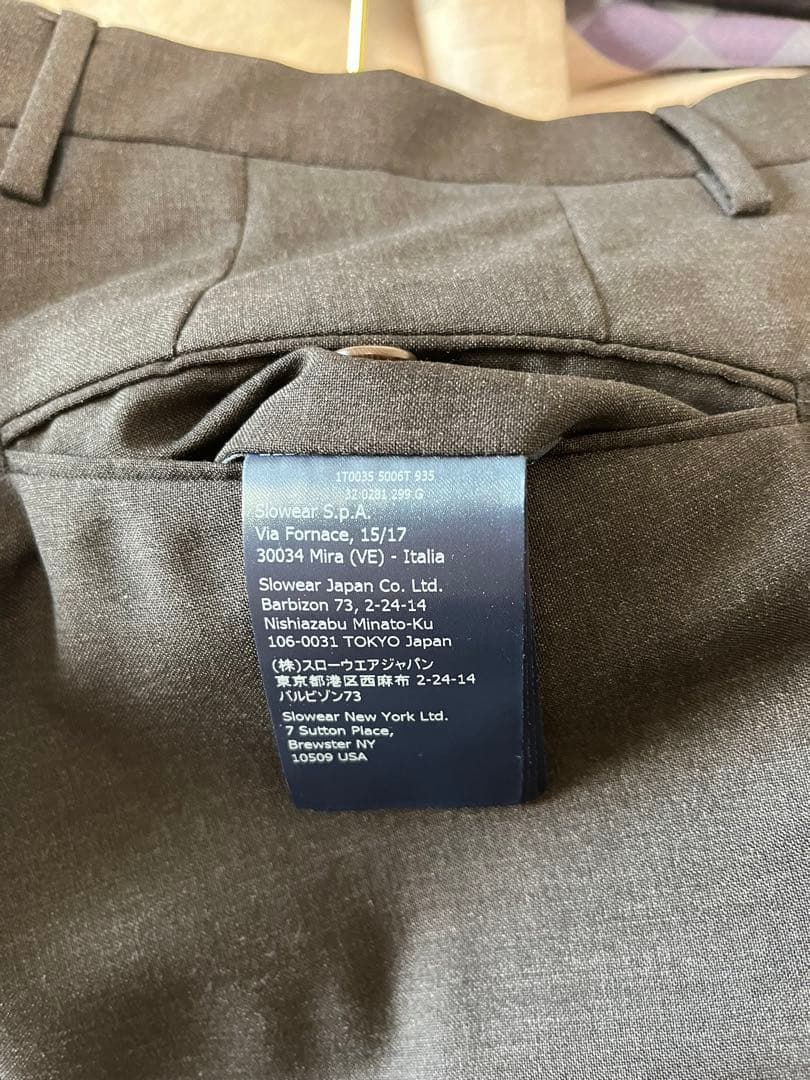 1T0035 5006T 935
32 0281 299 G
Slowear S.p.A.
Via Fornace, 15/17
30034 Mira (VE) - Italia
Slowear Japan Co. Ltd.
Barbizon 73, 2-24-14
Nishiazabu Minato-Ku
106-0031 TOKYO Japan
(株)スローウエアジャパン
東京都港区西麻布 2-24-14
バルビゾン73
Slowear New York Ltd.
7 Sutton Place,
Brewster NY
10509 USA